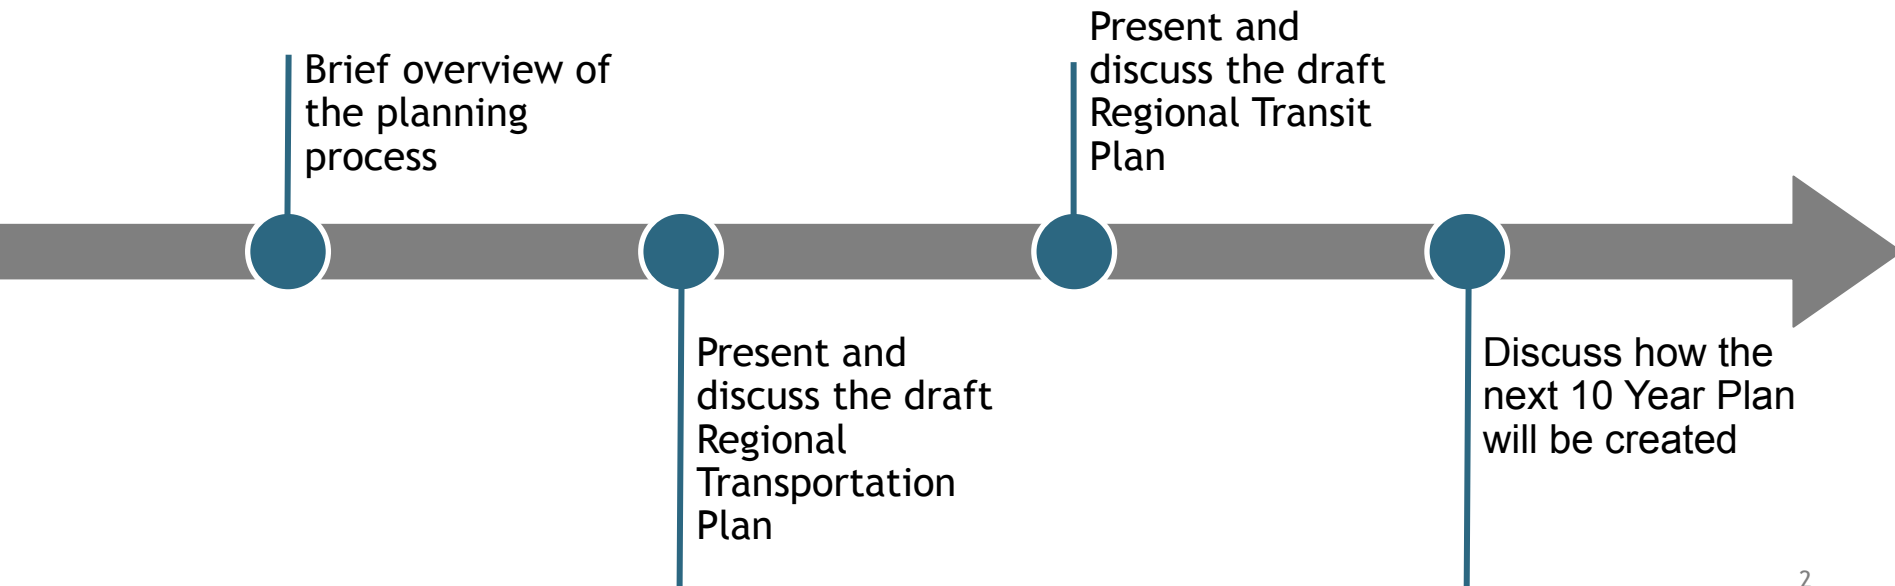 Brief overview of
the planning
process
Present and
discuss the draft
Regional
Transportation
Plan
Present and
discuss the draft
Regional Transit
Plan
Discuss how the
next 10 Year Plan
will be created
2